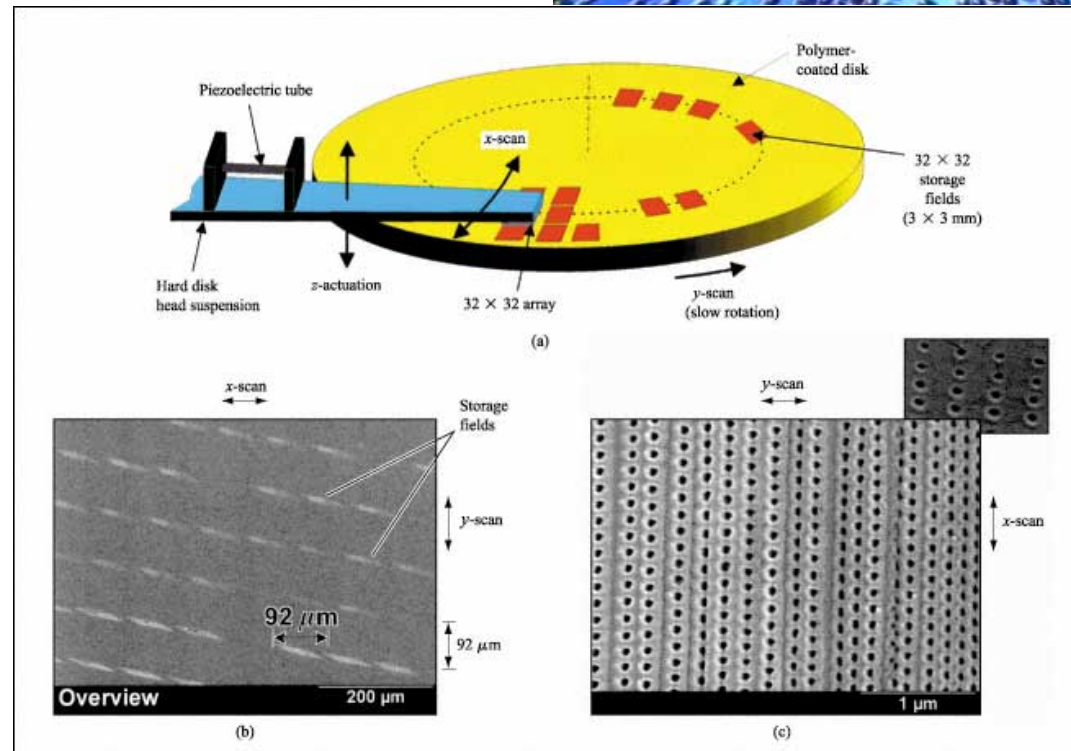 Piezoelectric tube
x-scan
Polymer-
coated disk
32 × 32
storage
fields
(3 × 3 mm)
Hard disk
head suspension
z-actuation
32 × 32 array
y-scan
(slow rotation)
(a)
x-scan
Storage
fields
y-scan
92 μm
92 μm
Overview
200 μm
(b)
y-scan
x-scan
1 μm
(c)